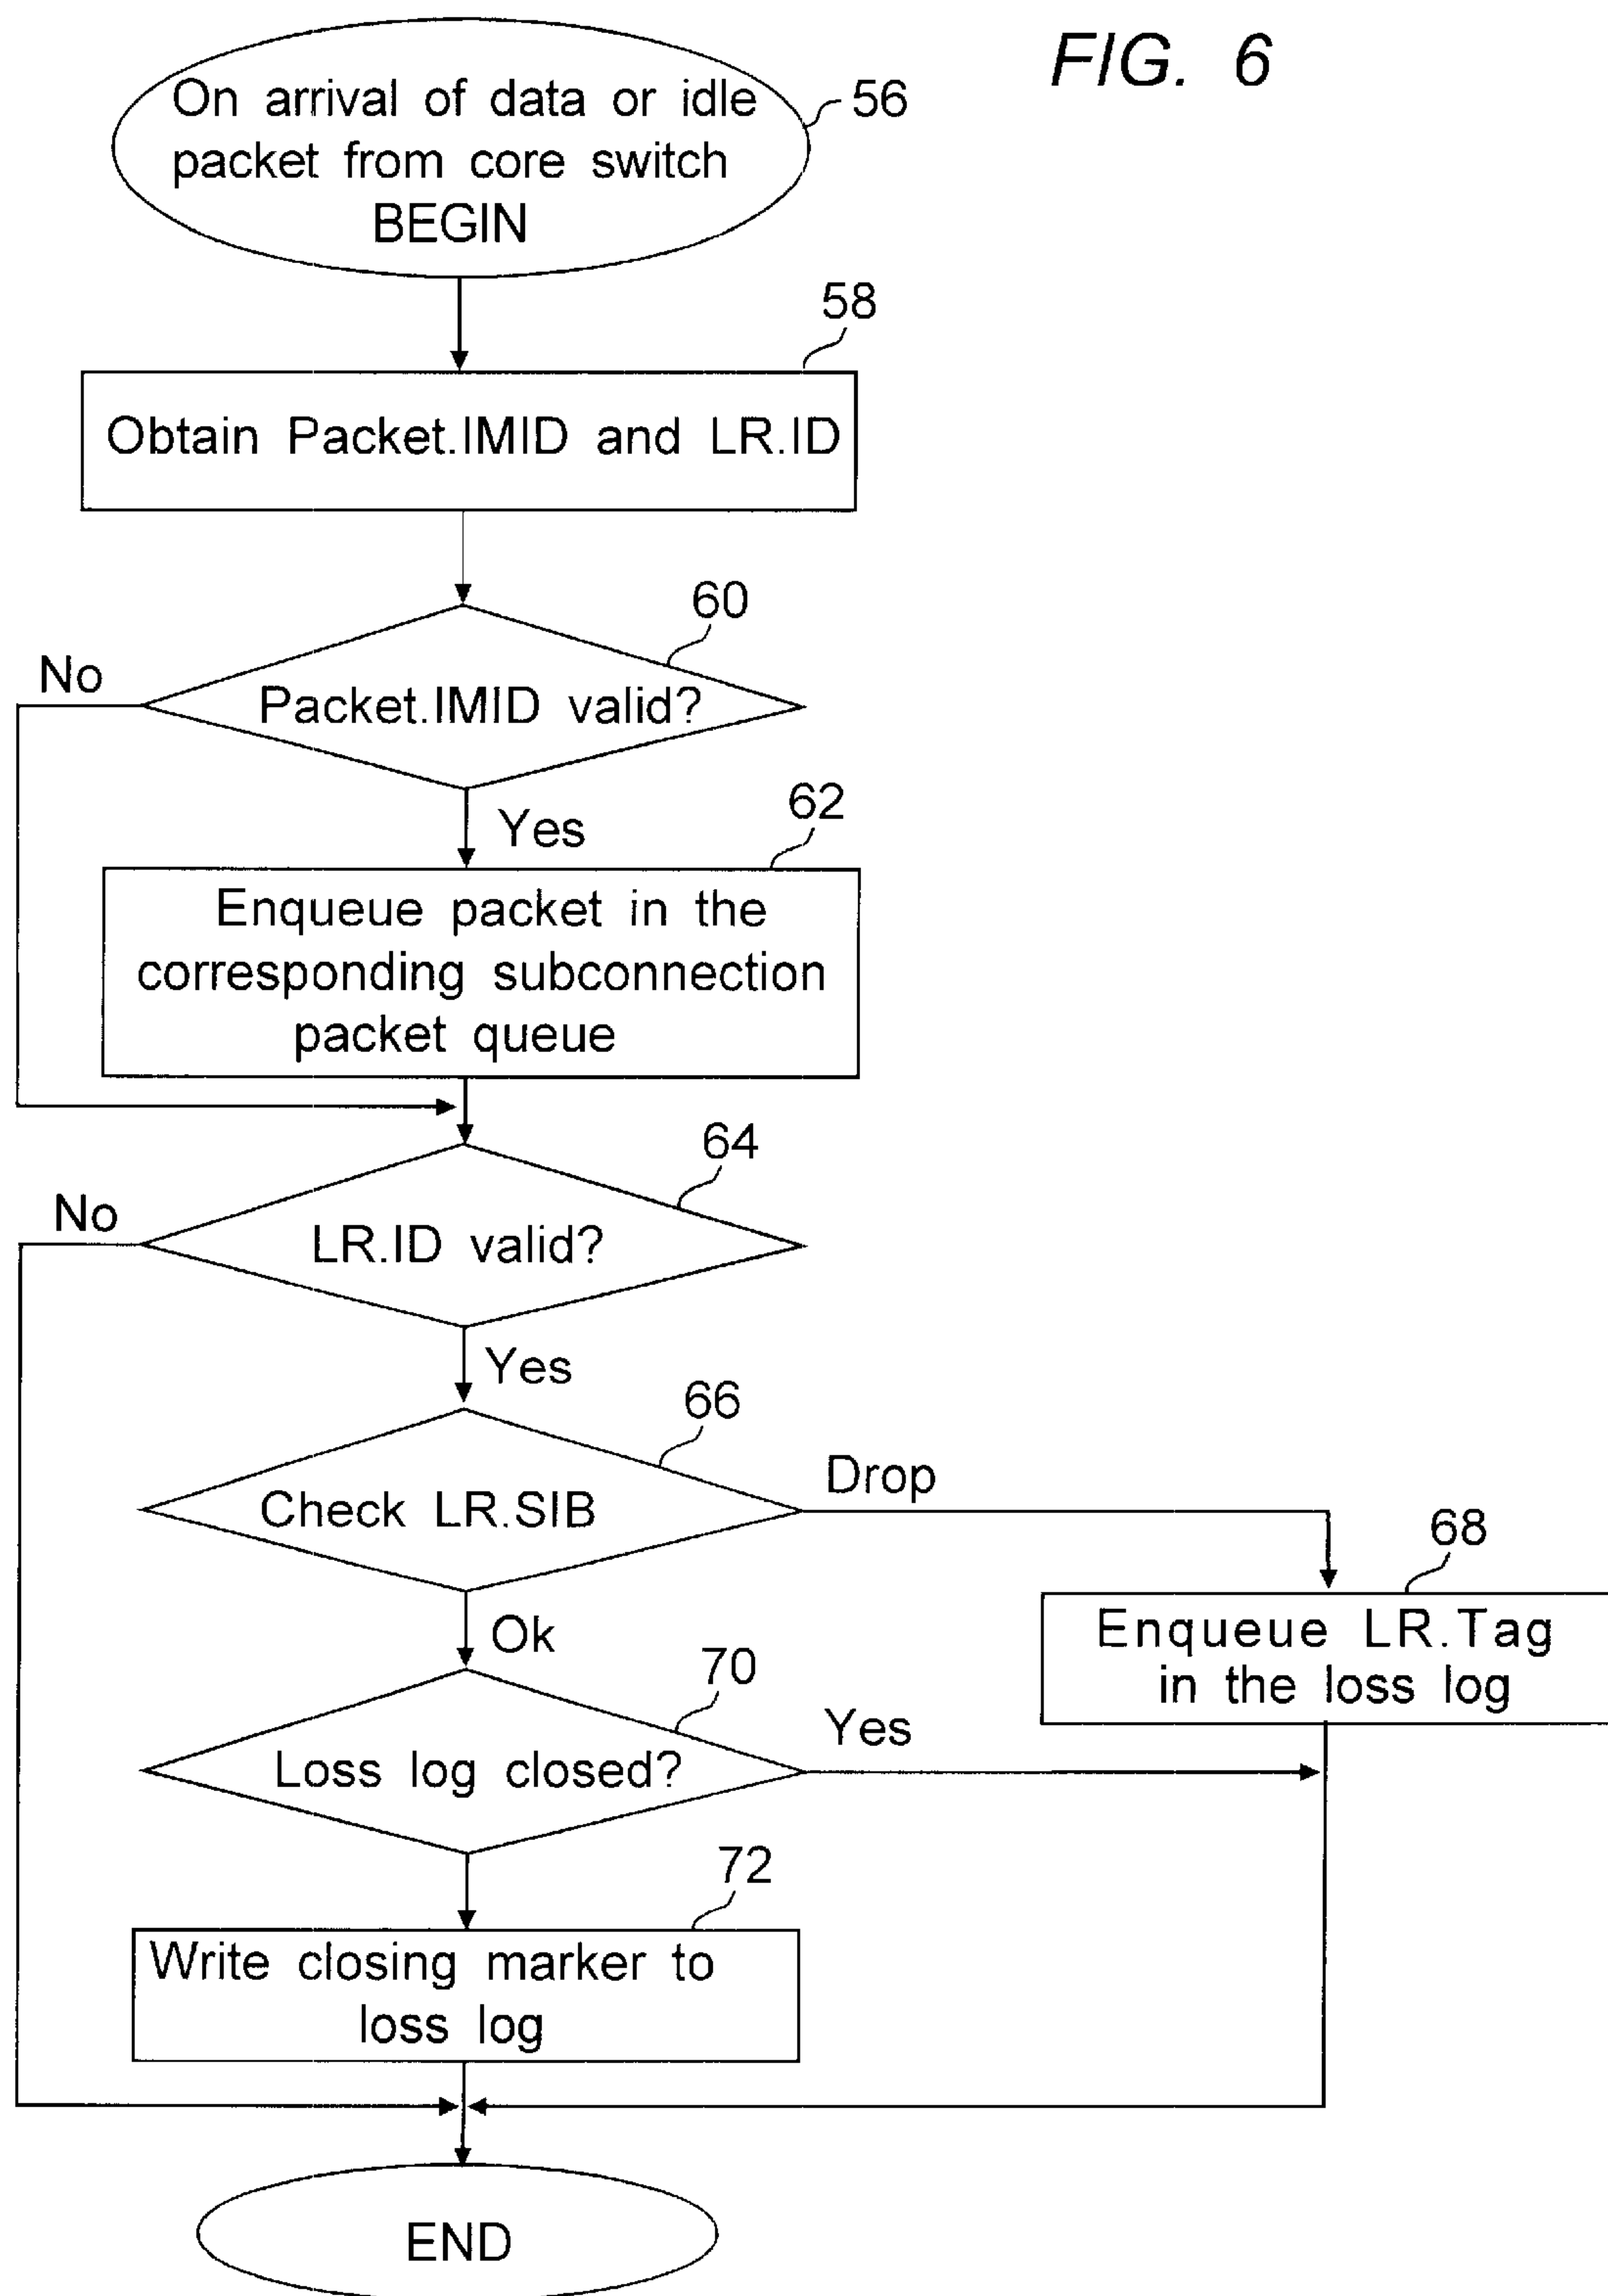 FIG. 6
On arrival of data or idle
packet from core switch
BEGIN
56
58
Obtain Packet.IMID and LR.ID
60
No
Packet.IMID valid?
Yes
62
Enqueue packet in the
corresponding subconnection
packet queue
64
No
LR.ID valid?
Yes
66
Drop
Check LR.SIB
68
Enqueue LR.Tag
in the loss log
Ok
70
Yes
Loss log closed?
72
Write closing marker to
loss log
END